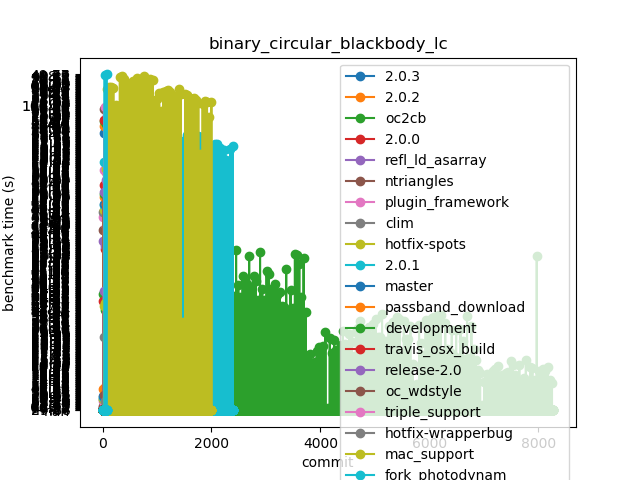 binary_circular_blackbody_lc
benchmark time (s)
2.0.3
2.0.2
oc2cb
2.0.0
refl_ld_asarray
ntriangles
plugin_framework
clim
hotfix-spots
2.0.1
master
passband_download
development
travis_osx_build
release-2.0
oc_wdstyle
triple_support
hotfix-wrapperbug
mac_support
fork_photodynam
0 2000 4000 6000 8000
commit